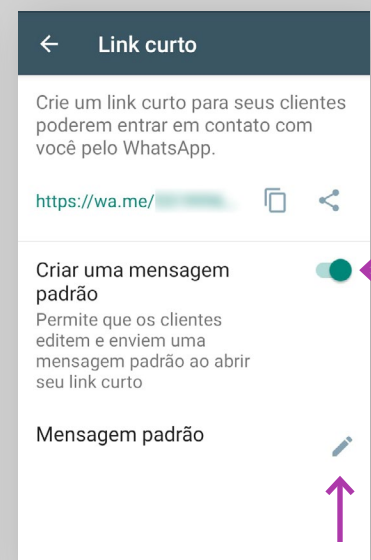 Link curto
Crie um link curto para seus clientes
poderem entrar em contato com
você pelo WhatsApp.
https://wa.me/
Criar uma mensagem
padrão
Permite que os clientes
editem e enviem uma
mensagem padrão ao abrir
seu link curto
Mensagem padrão